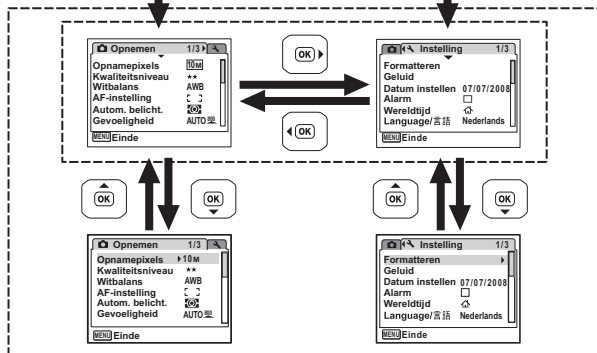 Opnemen 1/3
Opnamepixels 10M
Kwaliteitsniveau ★★
Witbalans AWB
AF-instelling [ ]
Autom. belicht.
Gevoeligheid AUTO
MENU Einde
OK
OK
Instelling 1/3
Formatteren
Geluid
Datum instellen 07/07/2008
Alarm
Wereldtijd
Language/言語 Nederlands
MENU Einde
OK
OK
OK
OK
Opnemen 1/3
Opnamepixels 10M
Kwaliteitsniveau ★★
Witbalans AWB
AF-instelling [ ]
Autom. belicht.
Gevoeligheid AUTO
MENU Einde
Instelling 1/3
Formatteren
Geluid
Datum instellen 07/07/2008
Alarm
Wereldtijd
Language/言語 Nederlands
MENU Einde